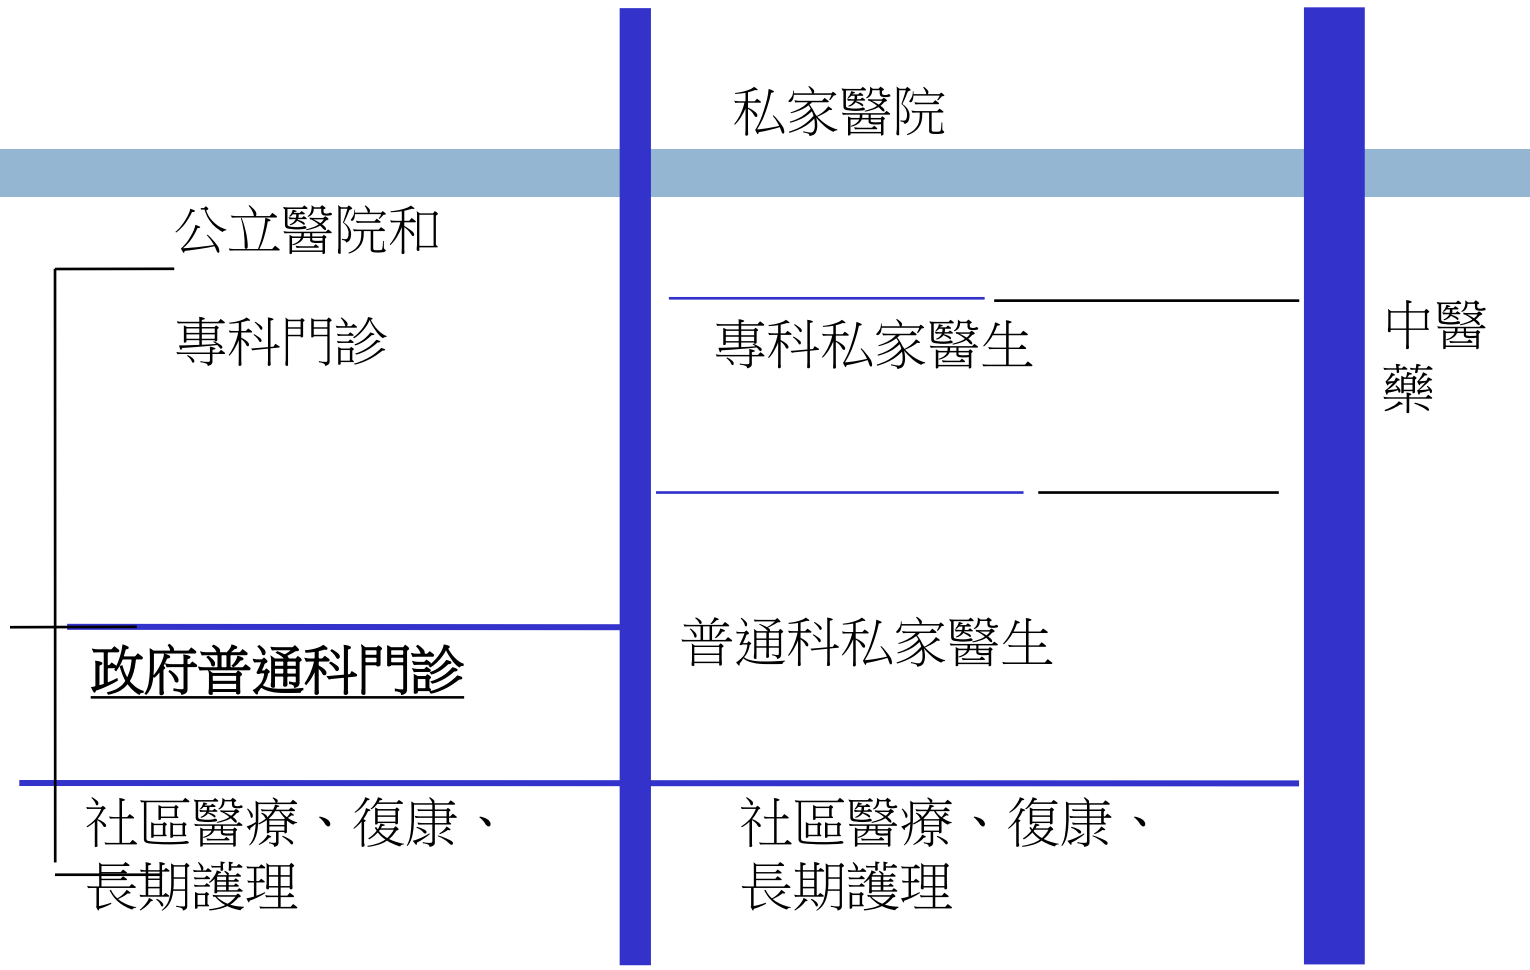 私家醫院
公立醫院和
專科門診
專科私家醫生
中醫
藥
普通科私家醫生
政府普通科門診
社區醫療、復康、
長期護理
社區醫療、復康、
長期護理